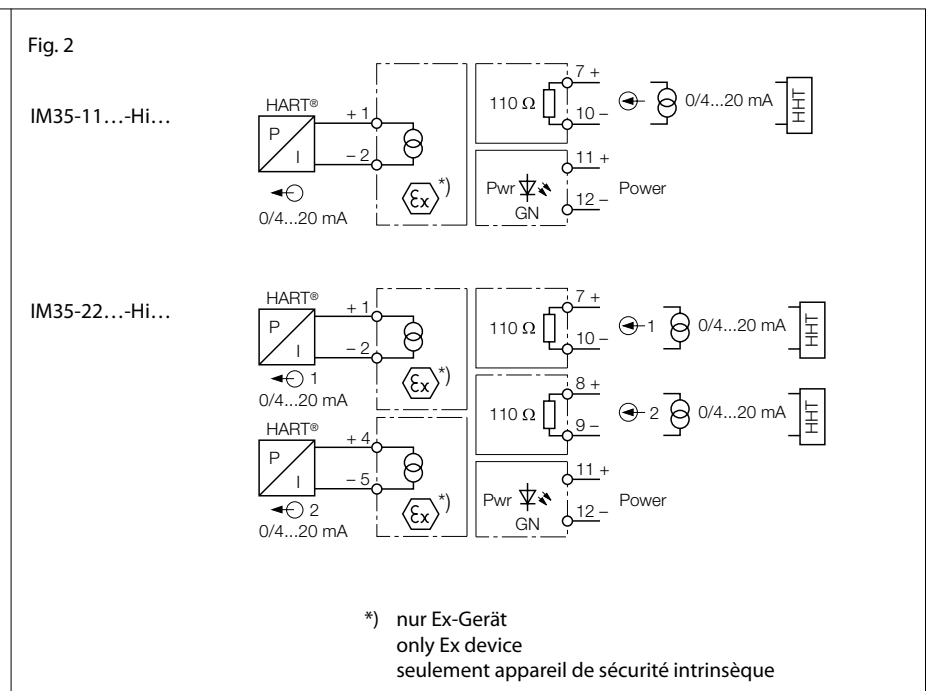 Fig. 2
IM35-11…-Hi…
HART®
P
I
+ 1
– 2
0/4...20 mA
Ex *)
110 Ω
7 +
10 –
0/4...20 mA
HHT
Pwr
GN
11 +
12 –
Power
IM35-22…-Hi…
HART®
P
I
+ 1
– 2
1
0/4...20 mA
Ex *)
110 Ω
7 +
10 –
1
0/4...20 mA
HHT
HART®
P
I
+ 4
– 5
2
0/4...20 mA
Ex *)
110 Ω
8 +
9 –
2
0/4...20 mA
HHT
Pwr
GN
11 +
12 –
Power
*) nur Ex-Gerät
only Ex device
seulement appareil de sécurité intrinsèque